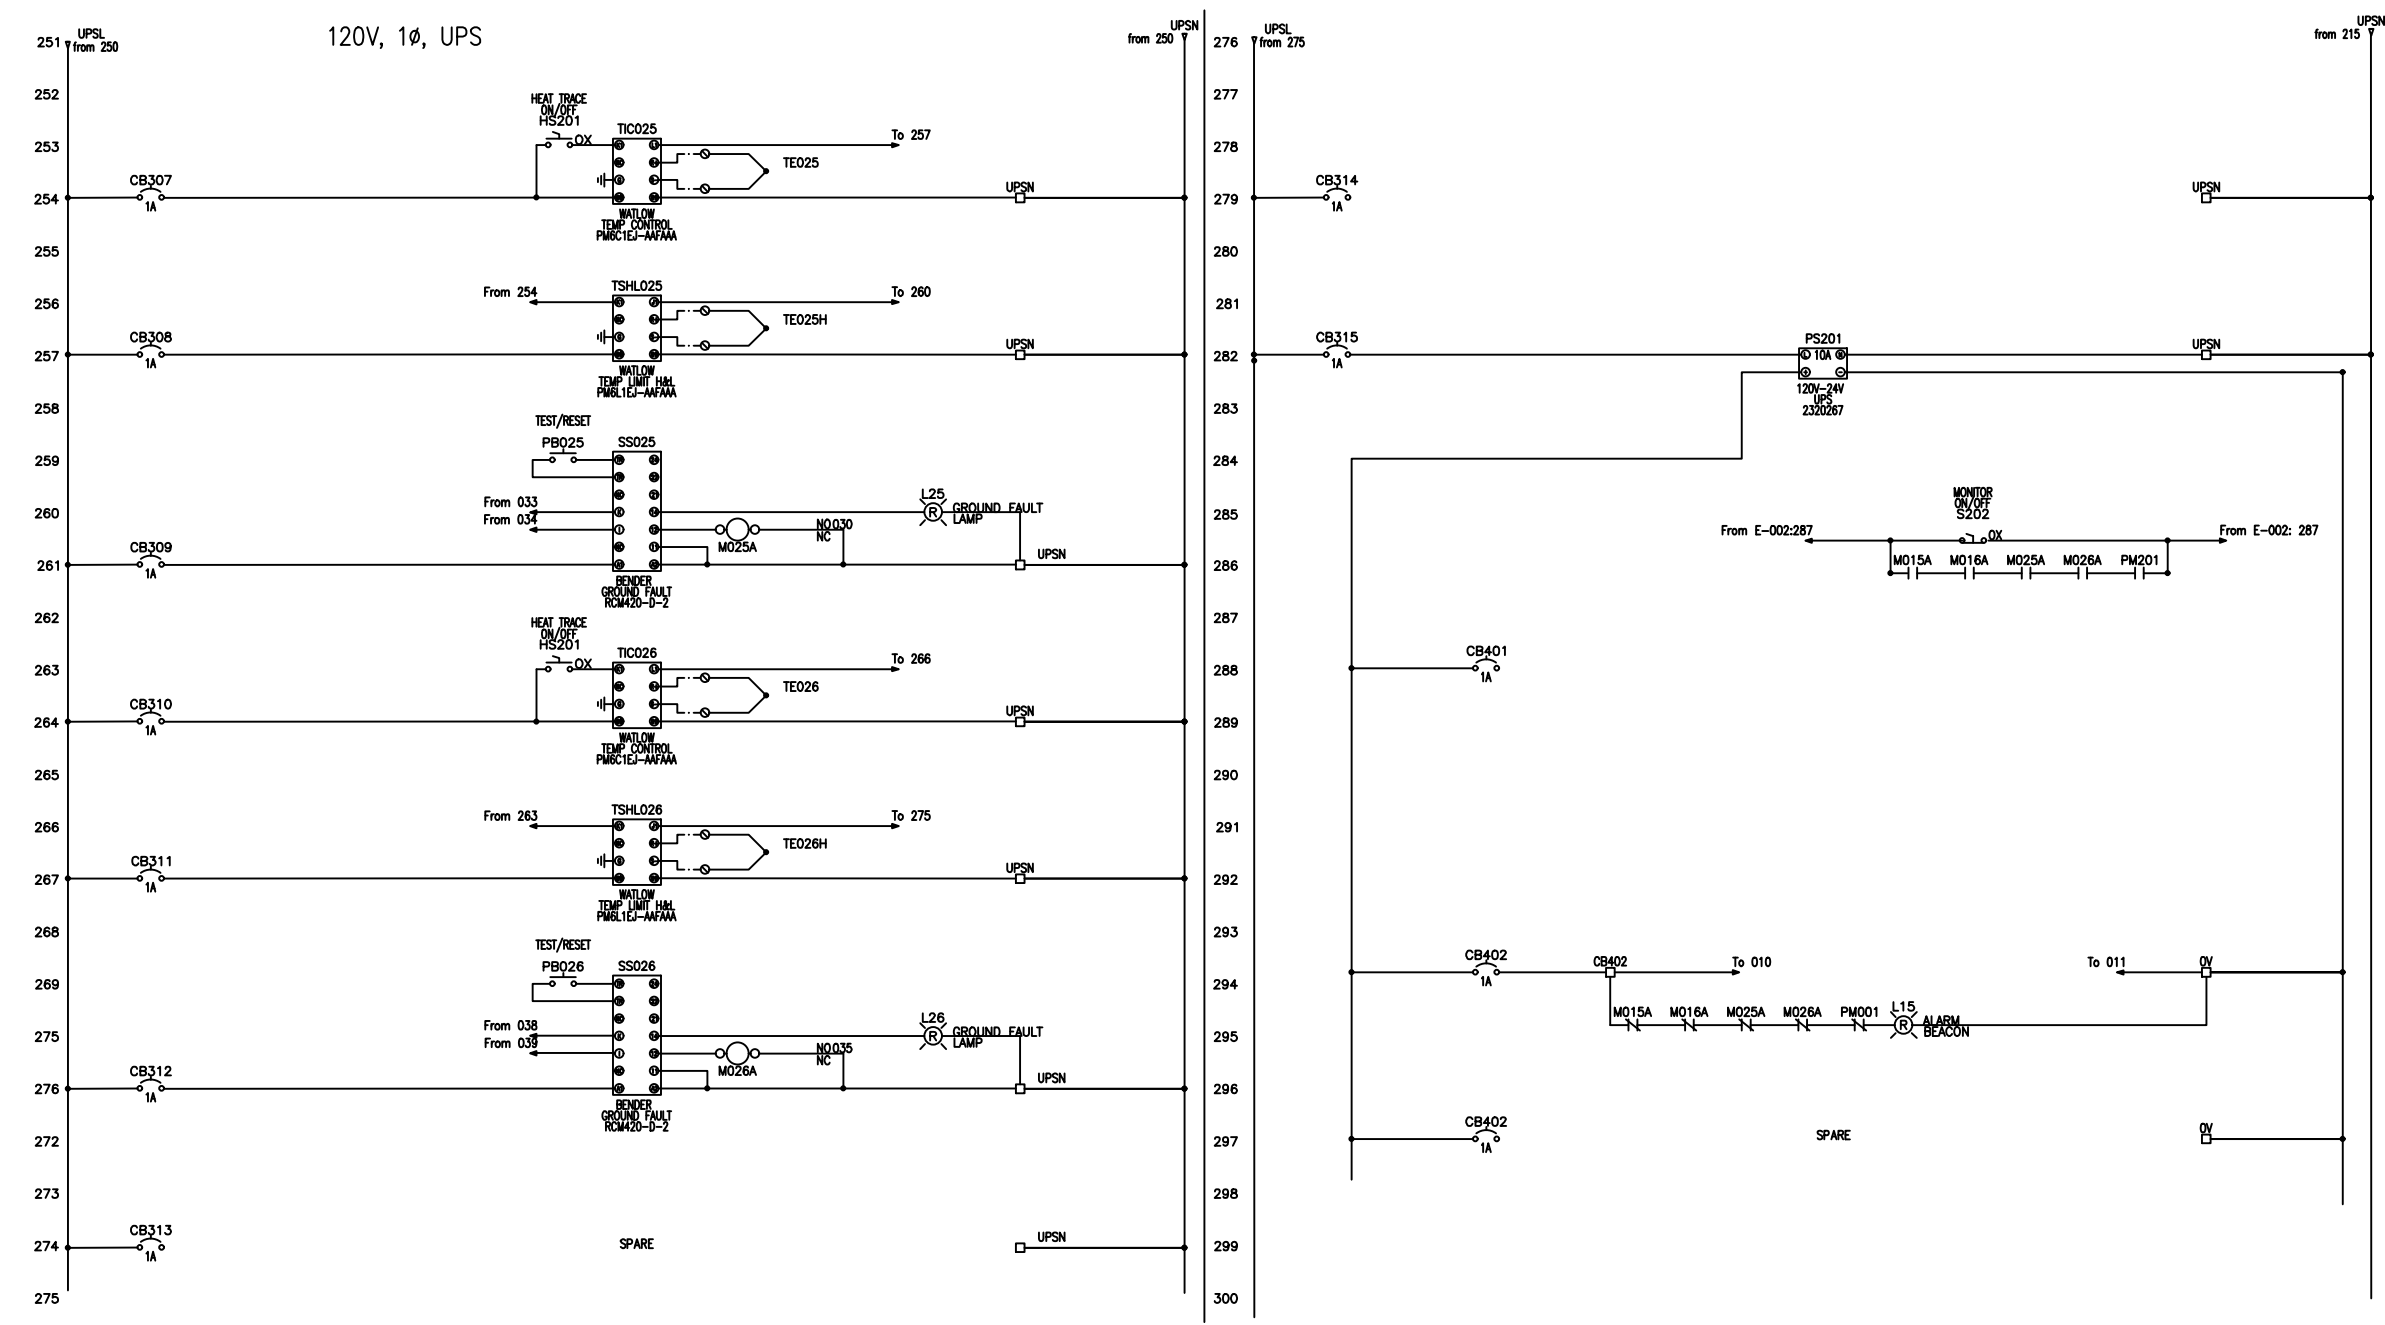 120V, 1Ø, UPS
251
UPSL
from 250
UPSN
from 250
252
HEAT TRACE
ON/OFF
HS201
OX
253
TIC025
To 257
TE025
CB307
1A
254
UPSN
WATLOW
TEMP CONTROL
PM6C1EJ-AAFAAA
255
256
From 254
TSHL025
To 260
TE025H
CB308
1A
257
UPSN
WATLOW
TEMP LIMIT H&L
PM6L1EJ-AAFAAA
258
TEST/RESET
PB025
SS025
259
260
From 033
From 034
L25
R
GROUND FAULT
LAMP
M025A
NO 030
NC
CB309
1A
261
UPSN
BENDER
GROUND FAULT
RCM420-D-2
262
HEAT TRACE
ON/OFF
HS201
OX
263
TIC026
To 266
TE026
CB310
1A
264
UPSN
WATLOW
TEMP CONTROL
PM6C1EJ-AAFAAA
265
266
From 263
TSHL026
To 275
TE026H
CB311
1A
267
UPSN
WATLOW
TEMP LIMIT H&L
PM6L1EJ-AAFAAA
268
TEST/RESET
PB026
SS026
269
275
From 038
From 039
L26
R
GROUND FAULT
LAMP
M026A
NO 035
NC
CB312
1A
276
UPSN
BENDER
GROUND FAULT
RCM420-D-2
272
273
CB313
1A
274
SPARE
UPSN
275
276
UPSL
from 275
UPSN
from 215
277
278
CB314
1A
279
UPSN
280
281
CB315
1A
282
PS201
L 10A N
+ -
120V-24V
UPS
2320267
UPSN
283
284
285
MONITOR
ON/OFF
S202
OX
From E-002:287
From E-002: 287
286
M015A M016A M025A M026A PM201
287
CB401
1A
288
289
290
291
292
293
CB402
1A
294
CB402
To 010
To 011
0V
295
M015A M016A M025A M026A PM001
L15
R
ALARM
BEACON
296
CB402
1A
297
SPARE
0V
298
299
300